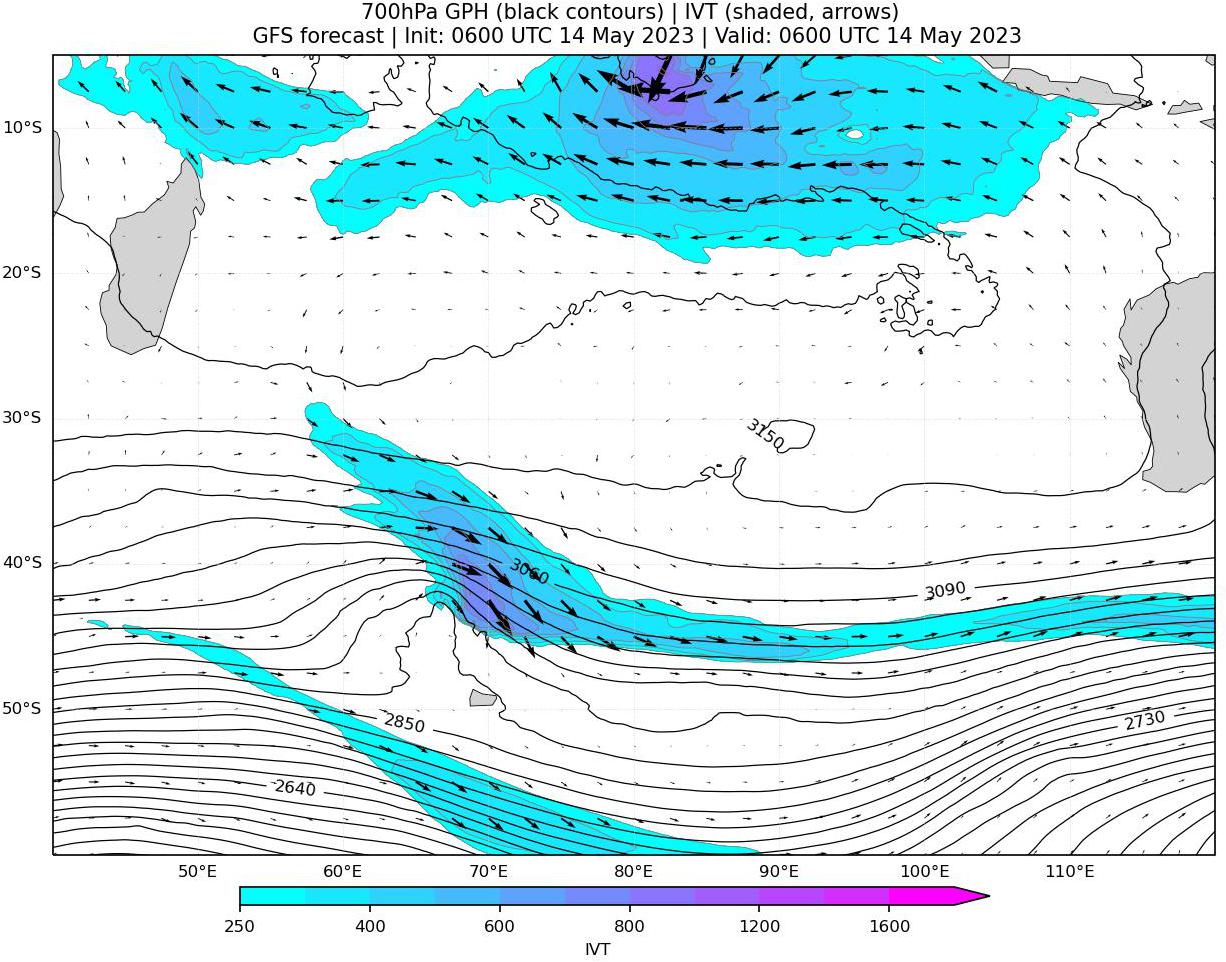 700hPa GPH (black contours) | IVT (shaded, arrows)
GFS forecast | Init: 0600 UTC 14 May 2023 | Valid: 0600 UTC 14 May 2023
10°S
20°S
30°S
3150
40°S
3060
3090
50°S
2850
2730
2640
50°E 60°E 70°E 80°E 90°E 100°E 110°E
250 400 600 800 1200 1600
IVT